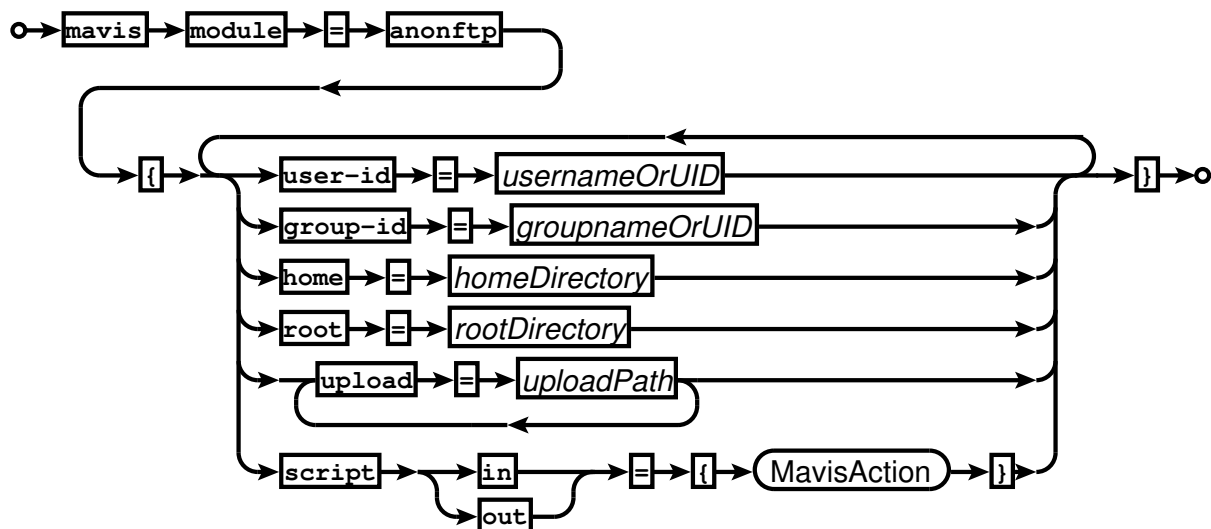 mavis module = anonftp
{ user-id = usernameOrUID }
group-id = groupnameOrUID
home = homeDirectory
root = rootDirectory
upload = uploadPath
script in = { MavisAction }
out